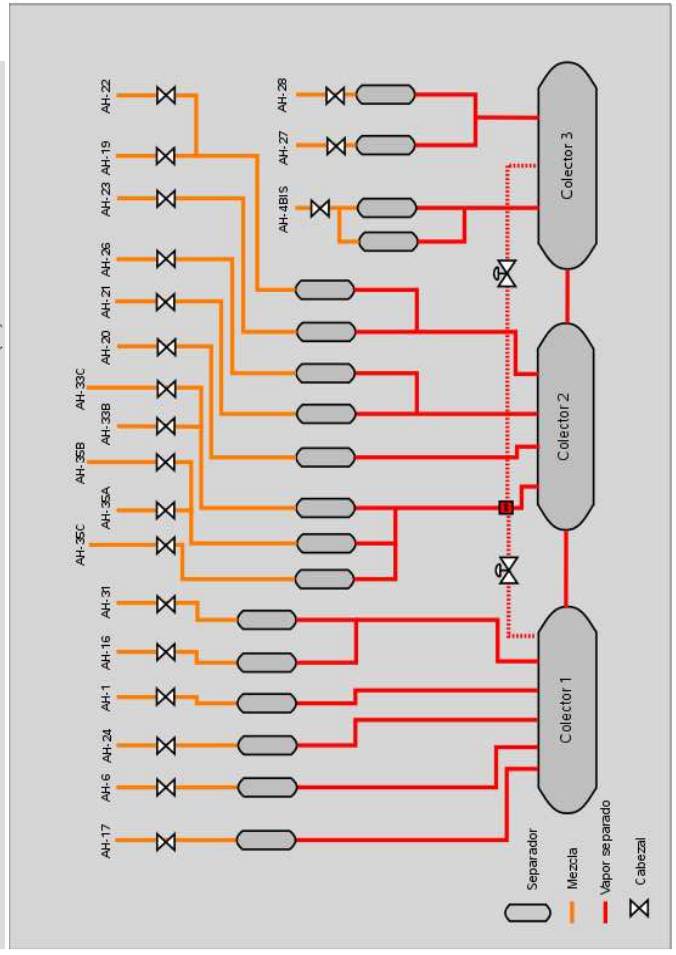 AH-17
AH-6
AH-24
AH-1
AH-16
AH-31
AH-35C
AH-35A
AH-35B
AH-33B
AH-33C
AH-20
AH-21
AH-26
AH-23
AH-19
AH-22
AH-4BIS
AH-27
AH-28
Colector 1
Colector 2
Colector 3
Separador
Mezcla
Vapor separado
Cabezal